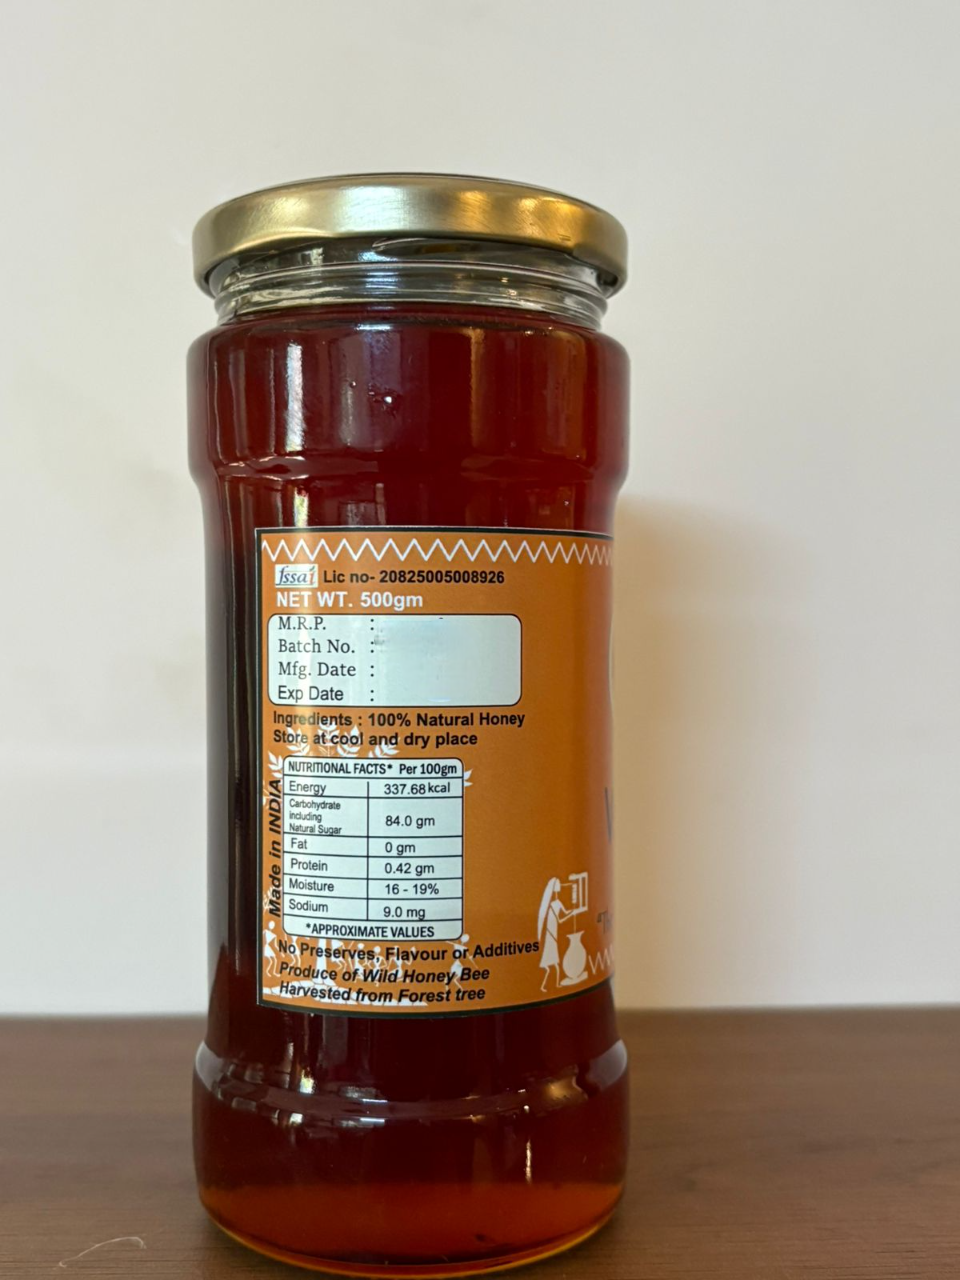 fssai Lic no- 20825005008926
NET WT. 500gm
M.R.P. :
Batch No. :
Mfg. Date :
Exp Date :
Ingredients : 100% Natural Honey
Store at cool and dry place
Made in INDIA
NUTRITIONAL FACTS* Per 100gm
Energy 337.68 kcal
Carbohydrate
including
Natural Sugar 84.0 gm
Fat 0 gm
Protein 0.42 gm
Moisture 16 - 19%
Sodium 9.0 mg
*APPROXIMATE VALUES
No Preserves, Flavour or Additives
Produce of Wild Honey Bee
Harvested from Forest tree